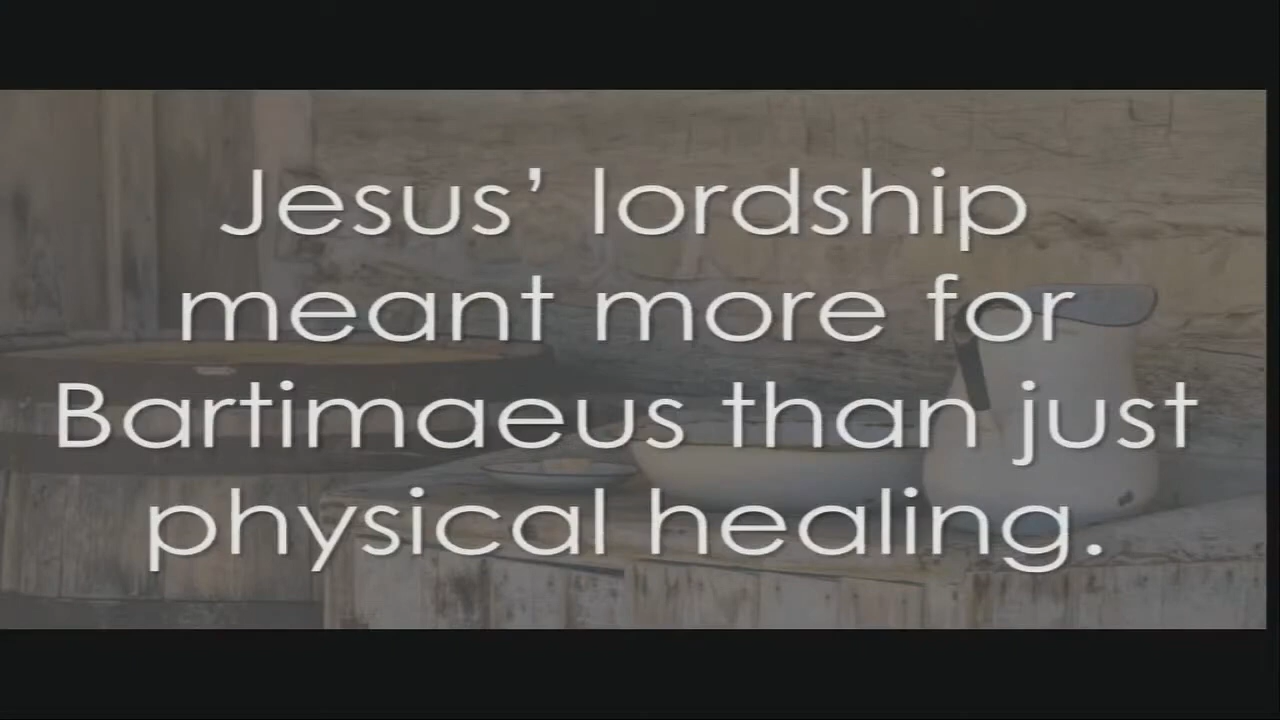 Jesus’ lordship
meant more for
Bartimaeus than just
physical healing.